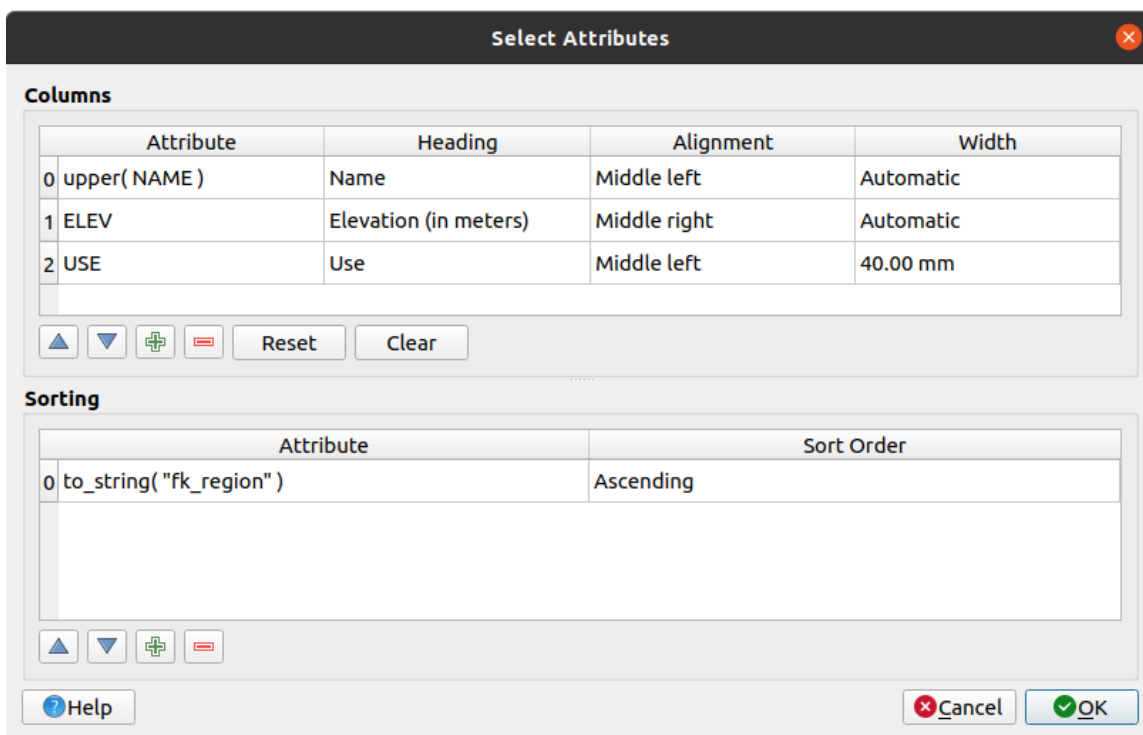 Select Attributes
Columns
Attribute Heading Alignment Width
0 upper( NAME ) Name Middle left Automatic
1 ELEV Elevation (in meters) Middle right Automatic
2 USE Use Middle left 40.00 mm
Reset Clear
Sorting
Attribute Sort Order
0 to_string( "fk_region" ) Ascending
Help Cancel OK